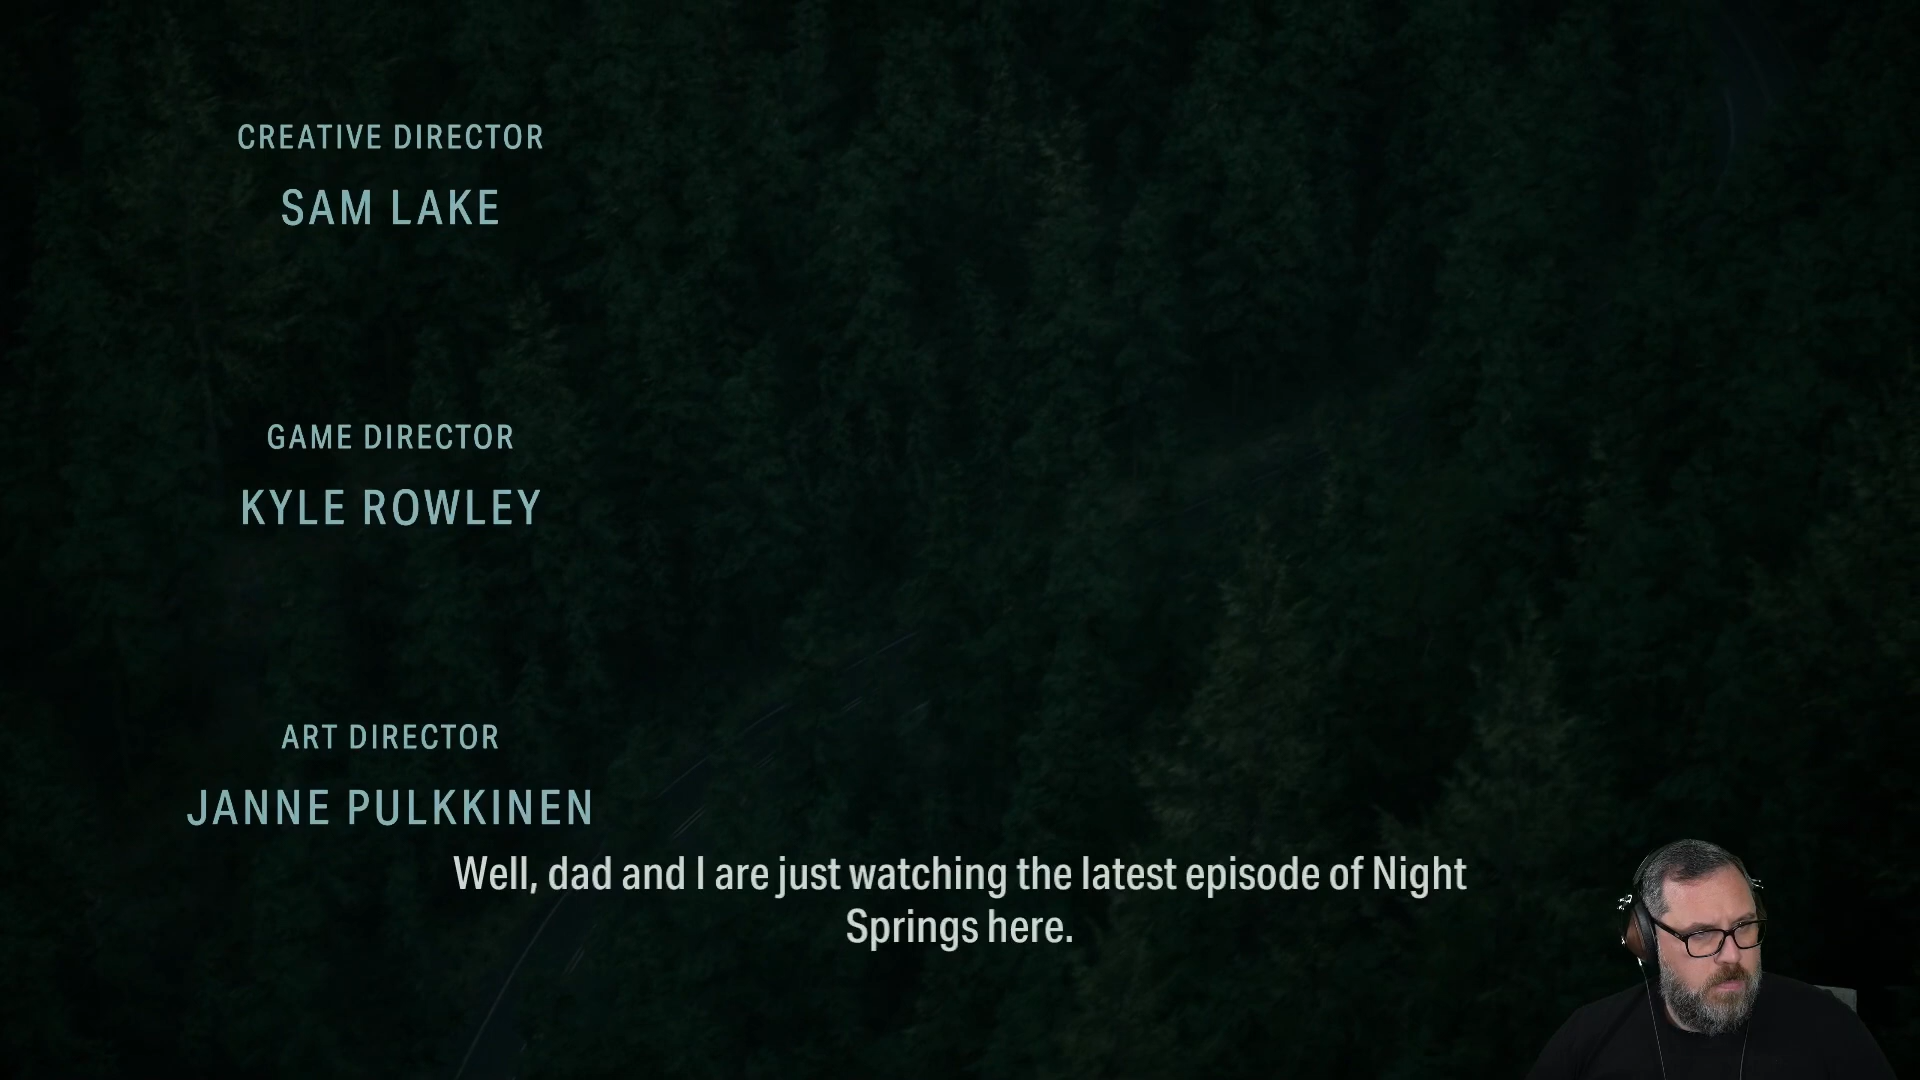 CREATIVE DIRECTOR
SAM LAKE
GAME DIRECTOR
KYLE ROWLEY
ART DIRECTOR
JANNE PULKKINEN
Well, dad and I are just watching the latest episode of Night
Springs here.